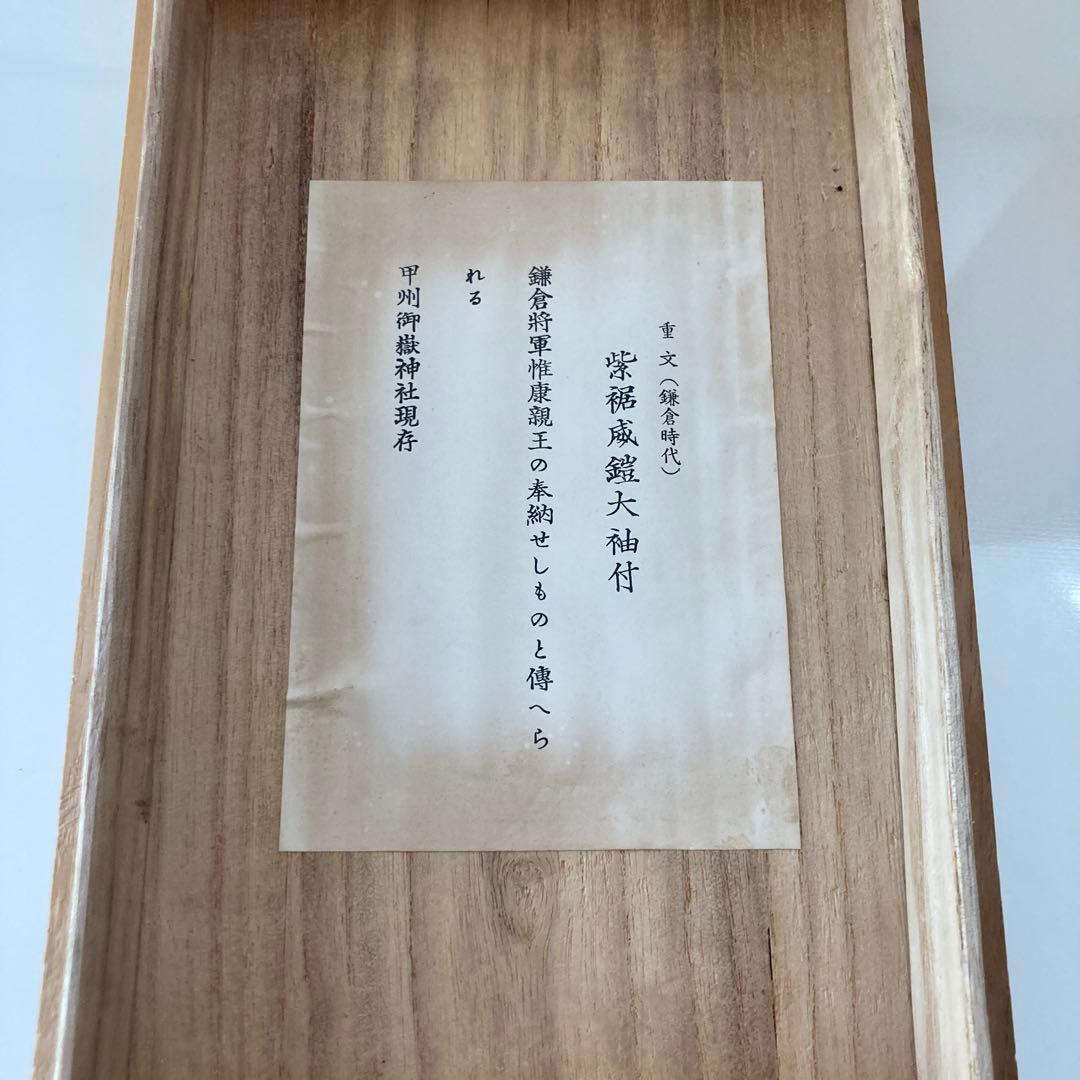 重文（鎌倉時代）
紫裾威鎧大袖付
鎌倉將軍惟康親王の奉納せしものと傳へら
れる
甲州御嶽神社現存